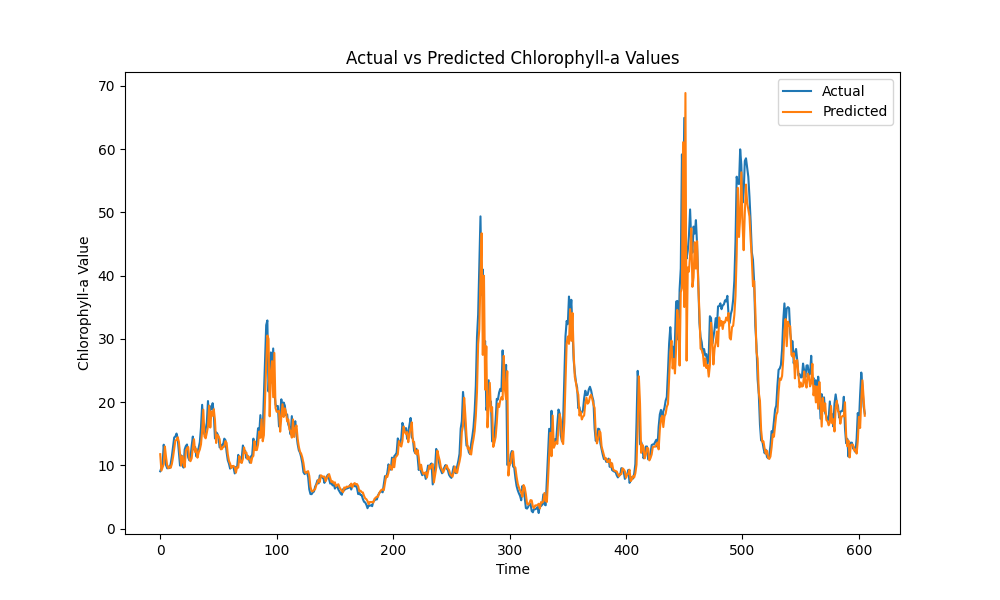 Actual vs Predicted Chlorophyll-a Values
Actual
Predicted
70
60
50
40
30
20
10
0
Chlorophyll-a Value
0 100 200 300 400 500 600
Time